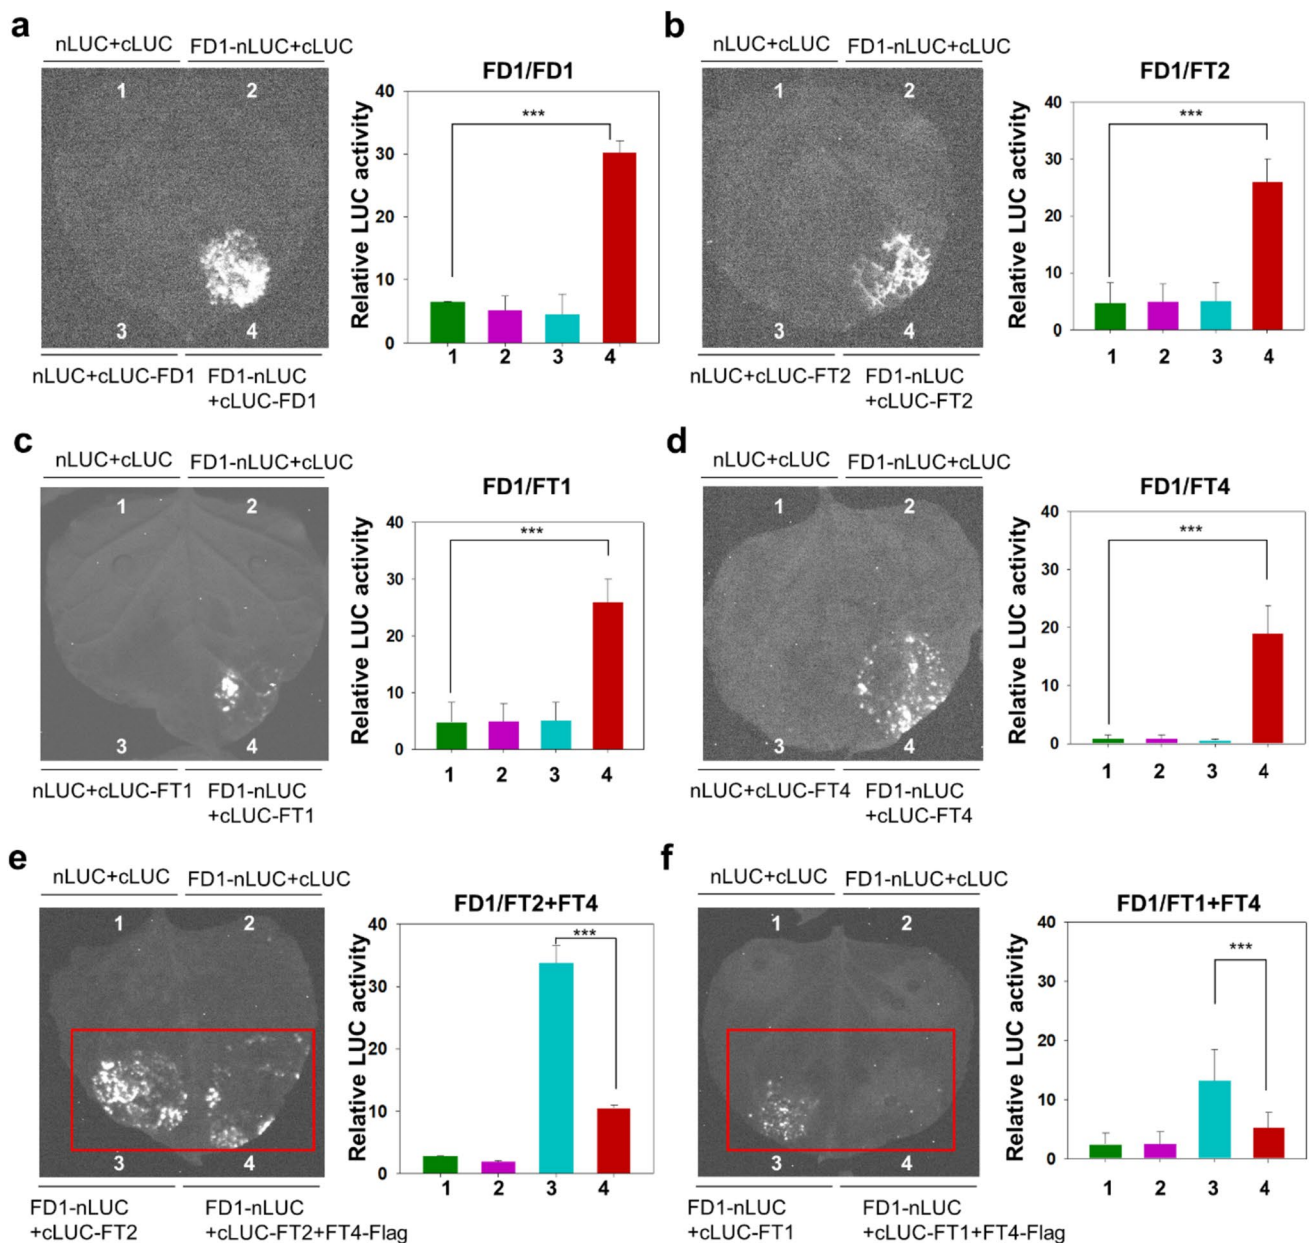 a
nLUC+cLUC FD1-nLUC+cLUC
1 2
3 4
nLUC+cLUC-FD1 FD1-nLUC
+cLUC-FD1
FD1/FD1
Relative LUC activity
40
30
20
10
0
***
1 2 3 4
b
nLUC+cLUC FD1-nLUC+cLUC
1 2
3 4
nLUC+cLUC-FT2 FD1-nLUC
+cLUC-FT2
FD1/FT2
Relative LUC activity
40
30
20
10
0
***
1 2 3 4
c
nLUC+cLUC FD1-nLUC+cLUC
1 2
3 4
nLUC+cLUC-FT1 FD1-nLUC
+cLUC-FT1
FD1/FT1
Relative LUC activity
40
30
20
10
0
***
1 2 3 4
d
nLUC+cLUC FD1-nLUC+cLUC
1 2
3 4
nLUC+cLUC-FT4 FD1-nLUC
+cLUC-FT4
FD1/FT4
Relative LUC activity
40
30
20
10
0
***
1 2 3 4
e
nLUC+cLUC FD1-nLUC+cLUC
1 2
3 4
FD1-nLUC FD1-nLUC
+cLUC-FT2 +cLUC-FT2+FT4-Flag
FD1/FT2+FT4
Relative LUC activity
40
30
20
10
0
***
1 2 3 4
f
nLUC+cLUC FD1-nLUC+cLUC
1 2
3 4
FD1-nLUC FD1-nLUC
+cLUC-FT1 +cLUC-FT1+FT4-Flag
FD1/FT1+FT4
Relative LUC activity
40
30
20
10
0
***
1 2 3 4